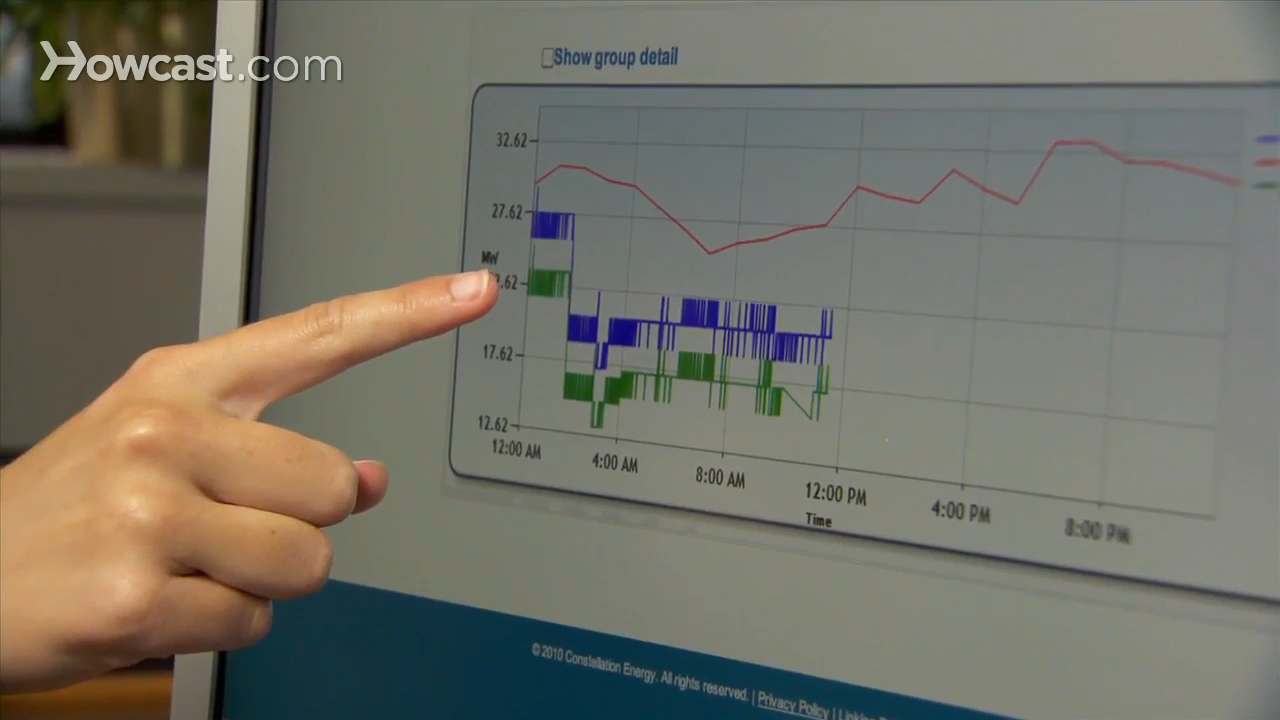 Howcast.com
Show group detail
32.62
27.62
MW
.62
17.62
12.62
12:00 AM
4:00 AM
8:00 AM
12:00 PM
4:00 PM
8:00 PM
Time
© 2010 Constellation Energy. All rights reserved. | Privacy Policy |